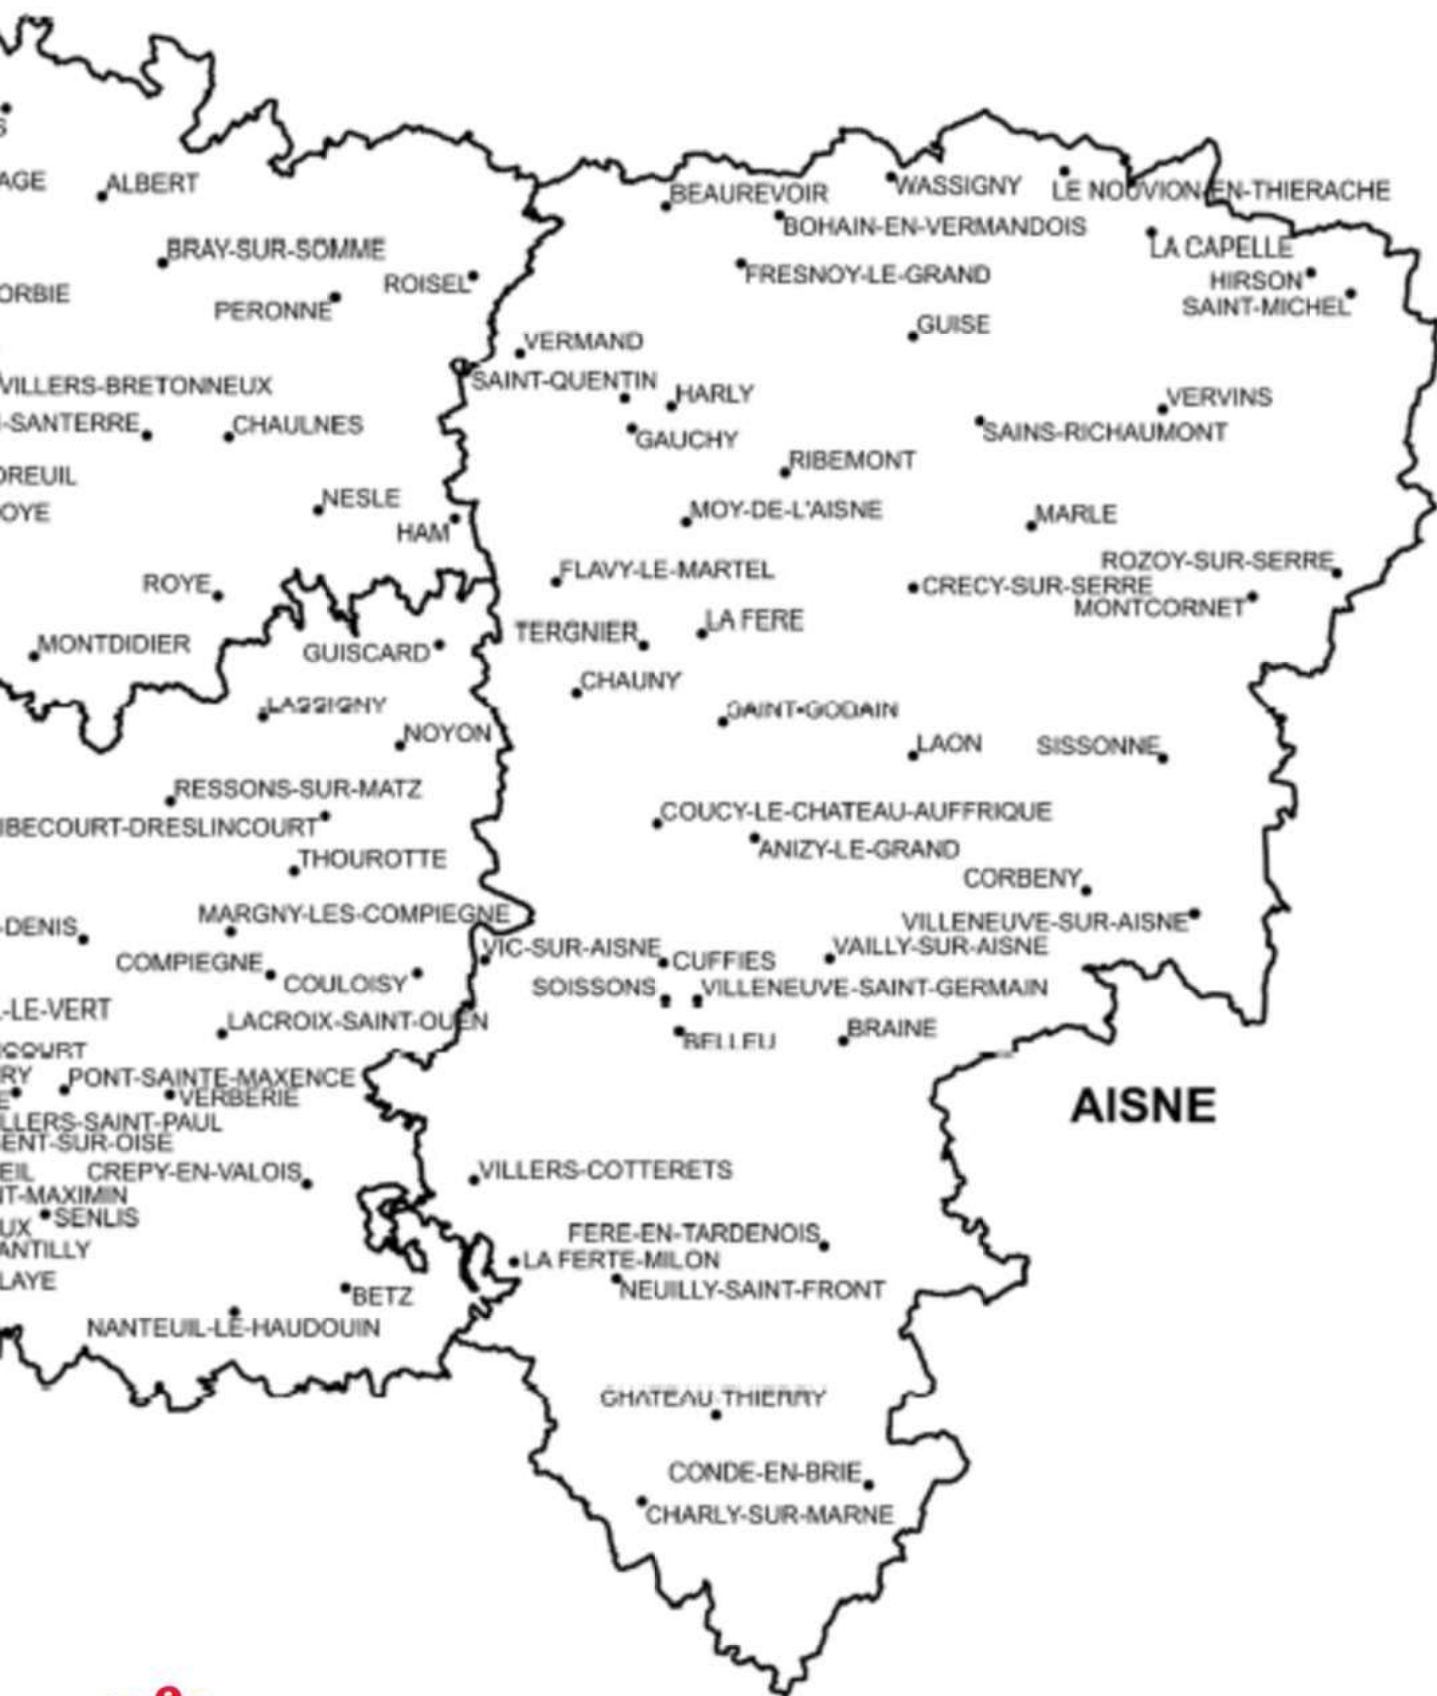 S
AGE
ALBERT
BEAUREVOIR
WASSIGNY
LE NOUVION-EN-THIERACHE
BOHAIN-EN-VERMANDOIS
BRAY-SUR-SOMME
LA CAPELLE
FRESNOY-LE-GRAND
HIRSON
ROISEL
ORBIE
PERONNE
SAINT-MICHEL
GUISE
VERMAND
VILLERS-BRETONNEUX
SAINT-QUENTIN
HARLY
VERVINS
-SANTERRE
CHAULNES
GAUCHY
SAINS-RICHAUMONT
RIBEMONT
OREUIL
NESLE
OYE
MOY-DE-L'AISNE
MARLE
HAM
ROZOY-SUR-SERRE
FLAVY-LE-MARTEL
ROYE
CRECY-SUR-SERRE
MONTCORNET
LA FERE
TERGNIER
MONTDIDIER
GUISCARD
CHAUNY
LASSIGNY
SAINT-GOBAIN
NOYON
LAON
SISSONNE
RESSONS-SUR-MATZ
COUCY-LE-CHATEAU-AUFFRIQUE
IBECOURT-DRESLINCOURT
ANIZY-LE-GRAND
THOUROTTE
CORBENY
MARGNY-LES-COMPIEGNE
VILLENEUVE-SUR-AISNE
-DENIS
VIC-SUR-AISNE
VAILLY-SUR-AISNE
COMPIEGNE
CUFFIES
COULOISY
SOISSONS
VILLENEUVE-SAINT-GERMAIN
-LE-VERT
LACROIX-SAINT-OUEN
BRAINE
BELLEU
NCOURT
RY
PONT-SAINTE-MAXENCE
E
VERBERIE
AISNE
LLERS-SAINT-PAUL
GENT-SUR-OISE
EIL
CREPY-EN-VALOIS
VILLERS-COTTERETS
NT-MAXIMIN
UX
SENLIS
FERE-EN-TARDENOIS
ANTILLY
LA FERTE-MILON
LAYE
BETZ
NEUILLY-SAINT-FRONT
NANTEUIL-LE-HAUDOUIN
CHATEAU-THIERRY
CONDE-EN-BRIE
CHARLY-SUR-MARNE